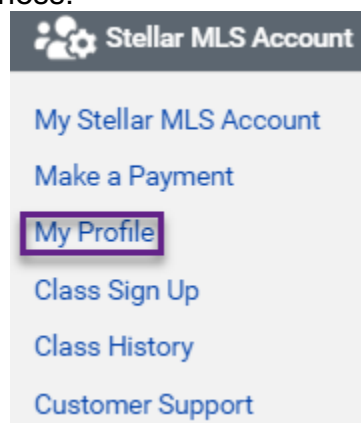 Stellar MLS Account
My Stellar MLS Account
Make a Payment
My Profile
Class Sign Up
Class History
Customer Support